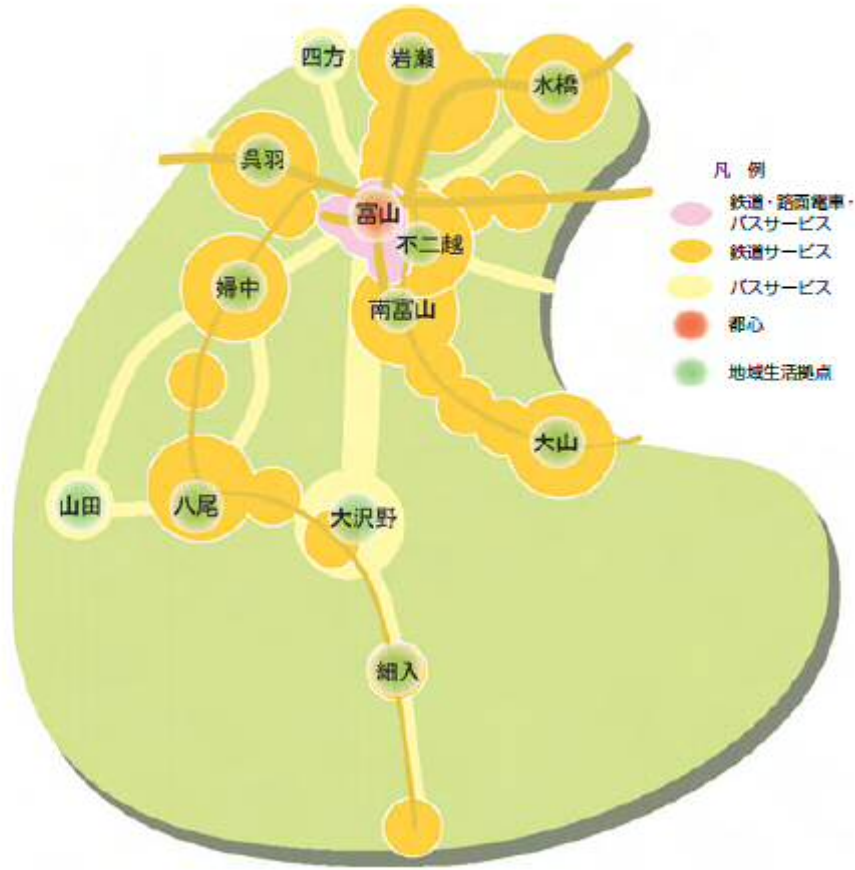 四方
岩瀬
水橋
呉羽
富山
不二越
婦中
南富山
大山
山田
八尾
大沢野
細入
凡 例
鉄道・路面電車・
バスサービス
鉄道サービス
バスサービス
都心
地域生活拠点